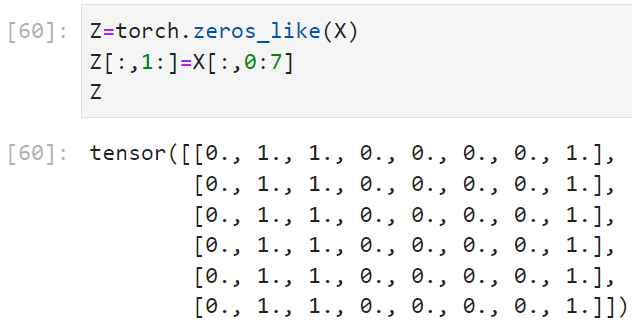 [60]: Z=torch.zeros_like(X)
Z[:,1:]=X[:,0:7]
Z
[60]: tensor([[0., 1., 1., 0., 0., 0., 0., 1.],
[0., 1., 1., 0., 0., 0., 0., 1.],
[0., 1., 1., 0., 0., 0., 0., 1.],
[0., 1., 1., 0., 0., 0., 0., 1.],
[0., 1., 1., 0., 0., 0., 0., 1.],
[0., 1., 1., 0., 0., 0., 0., 1.]])